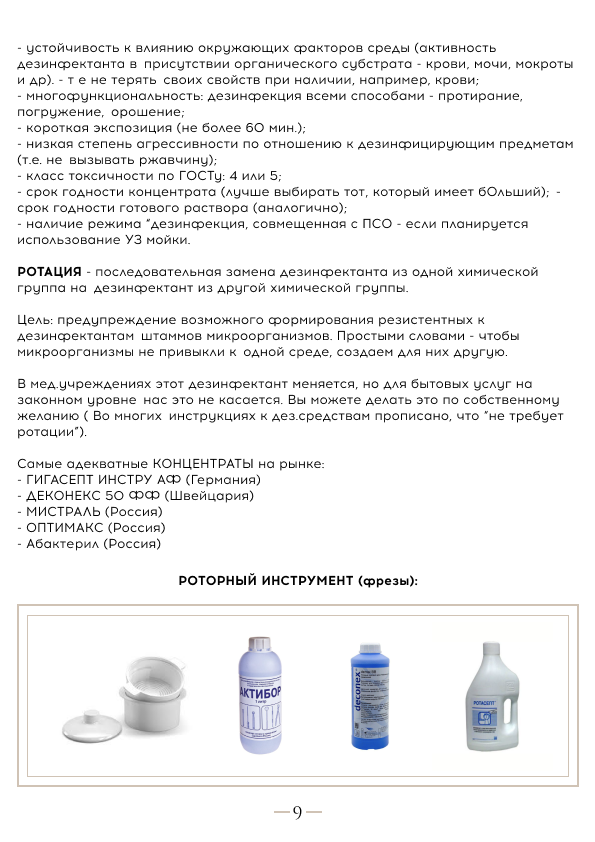 - устойчивость к влиянию окружающих факторов среды (активность
дезинфектанта в присутствии органического субстрата - крови, мочи, мокроты
и др). - т е не терять своих свойств при наличии, например, крови;
- многофункциональность: дезинфекция всеми способами - протирание,
погружение, орошение;
- короткая экспозиция (не более 60 мин.);
- низкая степень агрессивности по отношению к дезинфицирующим предметам
(т.е. не вызывать ржавчину);
- класс токсичности по ГОСТу: 4 или 5;
- срок годности концентрата (лучше выбирать тот, который имеет бОльший); -
срок годности готового раствора (аналогично);
- наличие режима "дезинфекция, совмещенная с ПСО - если планируется
использование УЗ мойки.
РОТАЦИЯ - последовательная замена дезинфектанта из одной химической
группа на дезинфектант из другой химической группы.
Цель: предупреждение возможного формирования резистентных к
дезинфектантам штаммов микроорганизмов. Простыми словами - чтобы
микроорганизмы не привыкли к одной среде, создаем для них другую.
В мед.учреждениях этот дезинфектант меняется, но для бытовых услуг на
законном уровне нас это не касается. Вы можете делать это по собственному
желанию ( Во многих инструкциях к дез.средствам прописано, что "не требует
ротации").
Самые адекватные КОНЦЕНТРАТЫ на рынке:
- ГИГАСЕПТ ИНСТРУ АФ (Германия)
- ДЕКОНЕКС 50 ФФ (Швейцария)
- МИСТРАЛЬ (Россия)
- ОПТИМАКС (Россия)
- Абактерил (Россия)
РОТОРНЫЙ ИНСТРУМЕНТ (фрезы):
АКТИБОР
1 литр
deconex
РОТАСЕПТ
— 9 —